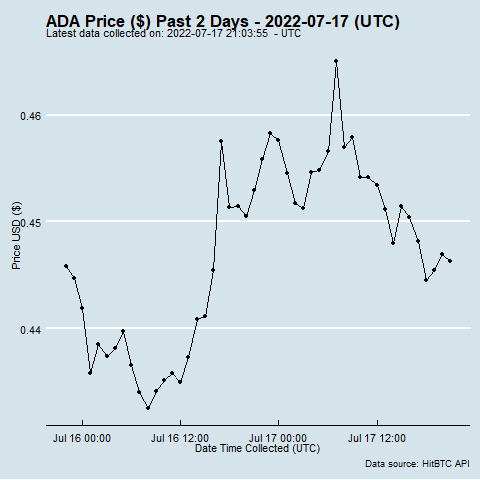 ADA Price ($) Past 2 Days - 2022-07-17 (UTC)
Latest data collected on: 2022-07-17 21:03:55 - UTC
0.46
0.45
0.44
Price USD ($)
Jul 16 00:00
Jul 16 12:00
Jul 17 00:00
Jul 17 12:00
Date Time Collected (UTC)
Data source: HitBTC API